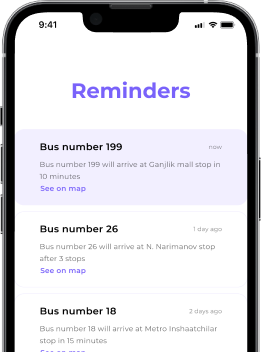 9:41
Reminders
Bus number 199 now
Bus number 199 will arrive at Ganjlik mall stop in
10 minutes
See on map
Bus number 26 1 day ago
Bus number 26 will arrive at N. Narimanov stop
after 3 stops
See on map
Bus number 18 2 days ago
Bus number 18 will arrive at Metro Inshaatchilar
stop in 15 minutes
See on map